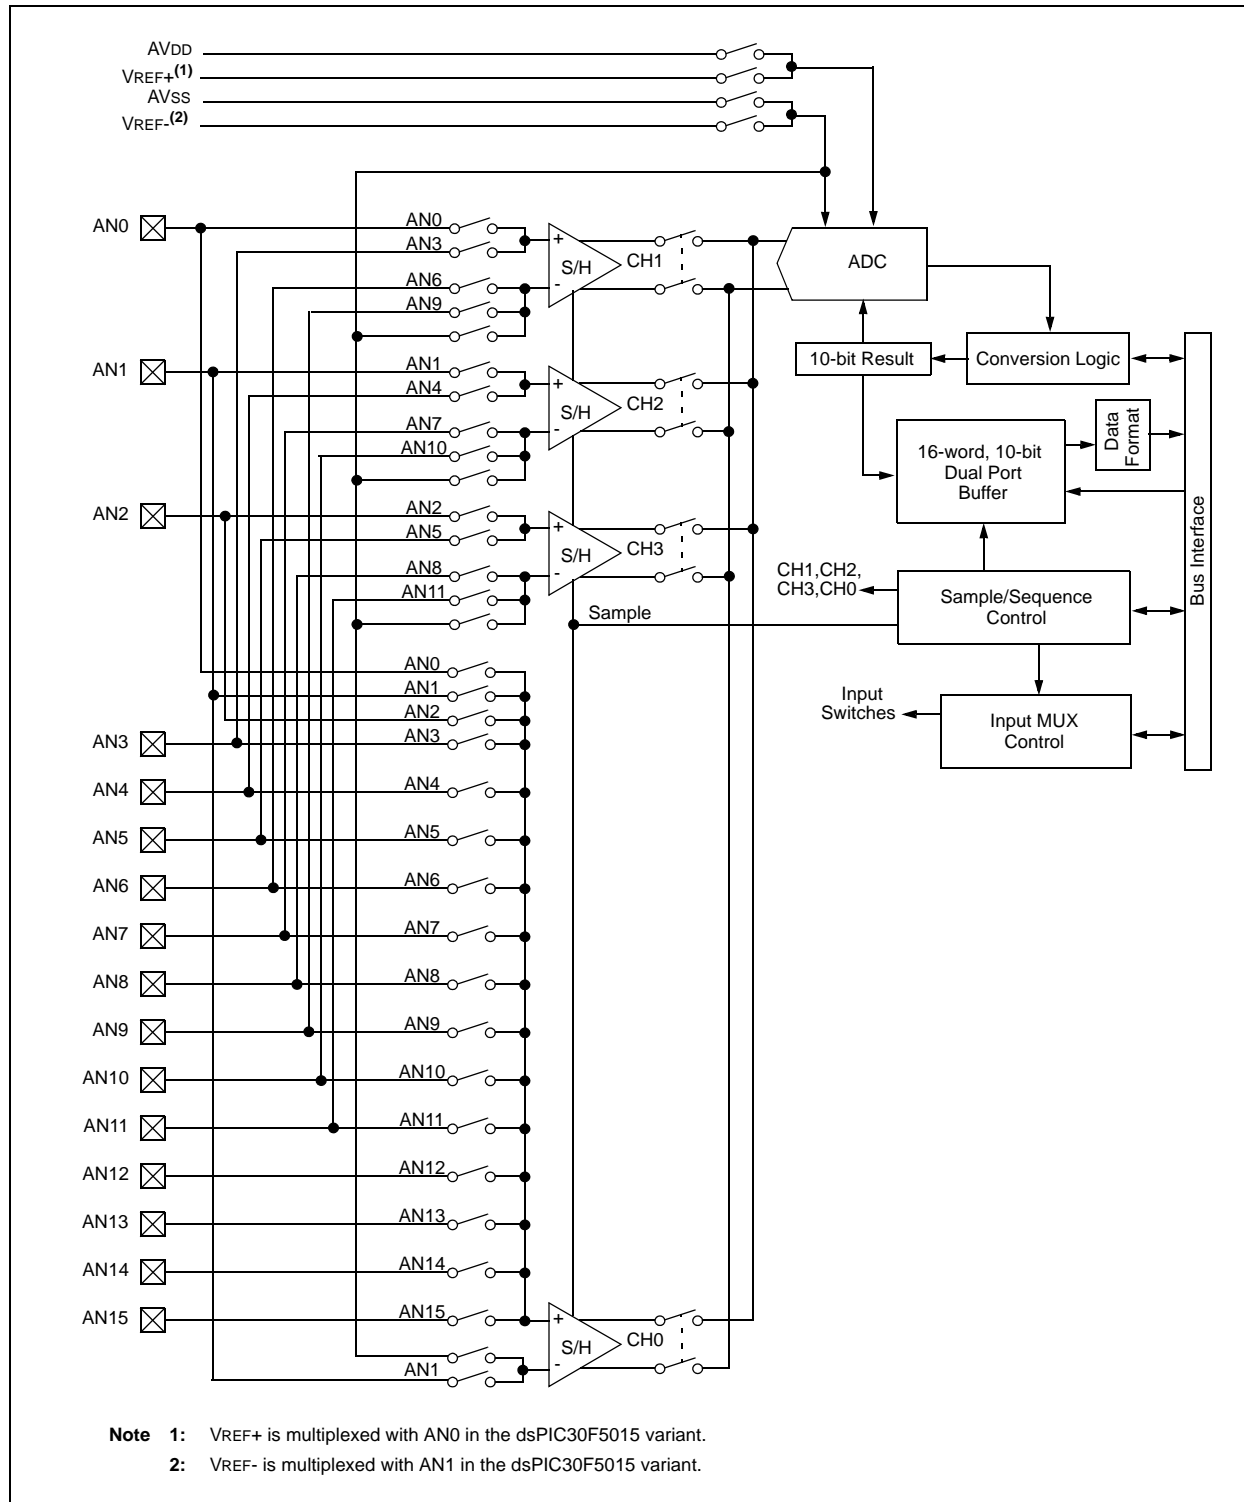 AVDD
VREF+(1)
AVSS
VREF-(2)
AN0
AN0
AN3
+
S/H
-
CH1
ADC
AN6
AN9
10-bit Result
Conversion Logic
AN1
AN1
AN4
+
S/H
-
CH2
AN7
AN10
16-word, 10-bit
Dual Port
Buffer
Data
Format
Bus Interface
AN2
AN2
AN5
+
S/H
-
CH3
AN8
AN11
CH1,CH2,
CH3,CH0
Sample/Sequence
Control
Sample
AN0
AN1
AN2
AN3
AN3
Input
Switches
Input MUX
Control
AN4
AN4
AN5
AN5
AN6
AN6
AN7
AN7
AN8
AN8
AN9
AN9
AN10
AN10
AN11
AN11
AN12
AN12
AN13
AN13
AN14
AN14
AN15
AN15
+
S/H
-
CH0
AN1
Note 1: VREF+ is multiplexed with AN0 in the dsPIC30F5015 variant.
2: VREF- is multiplexed with AN1 in the dsPIC30F5015 variant.